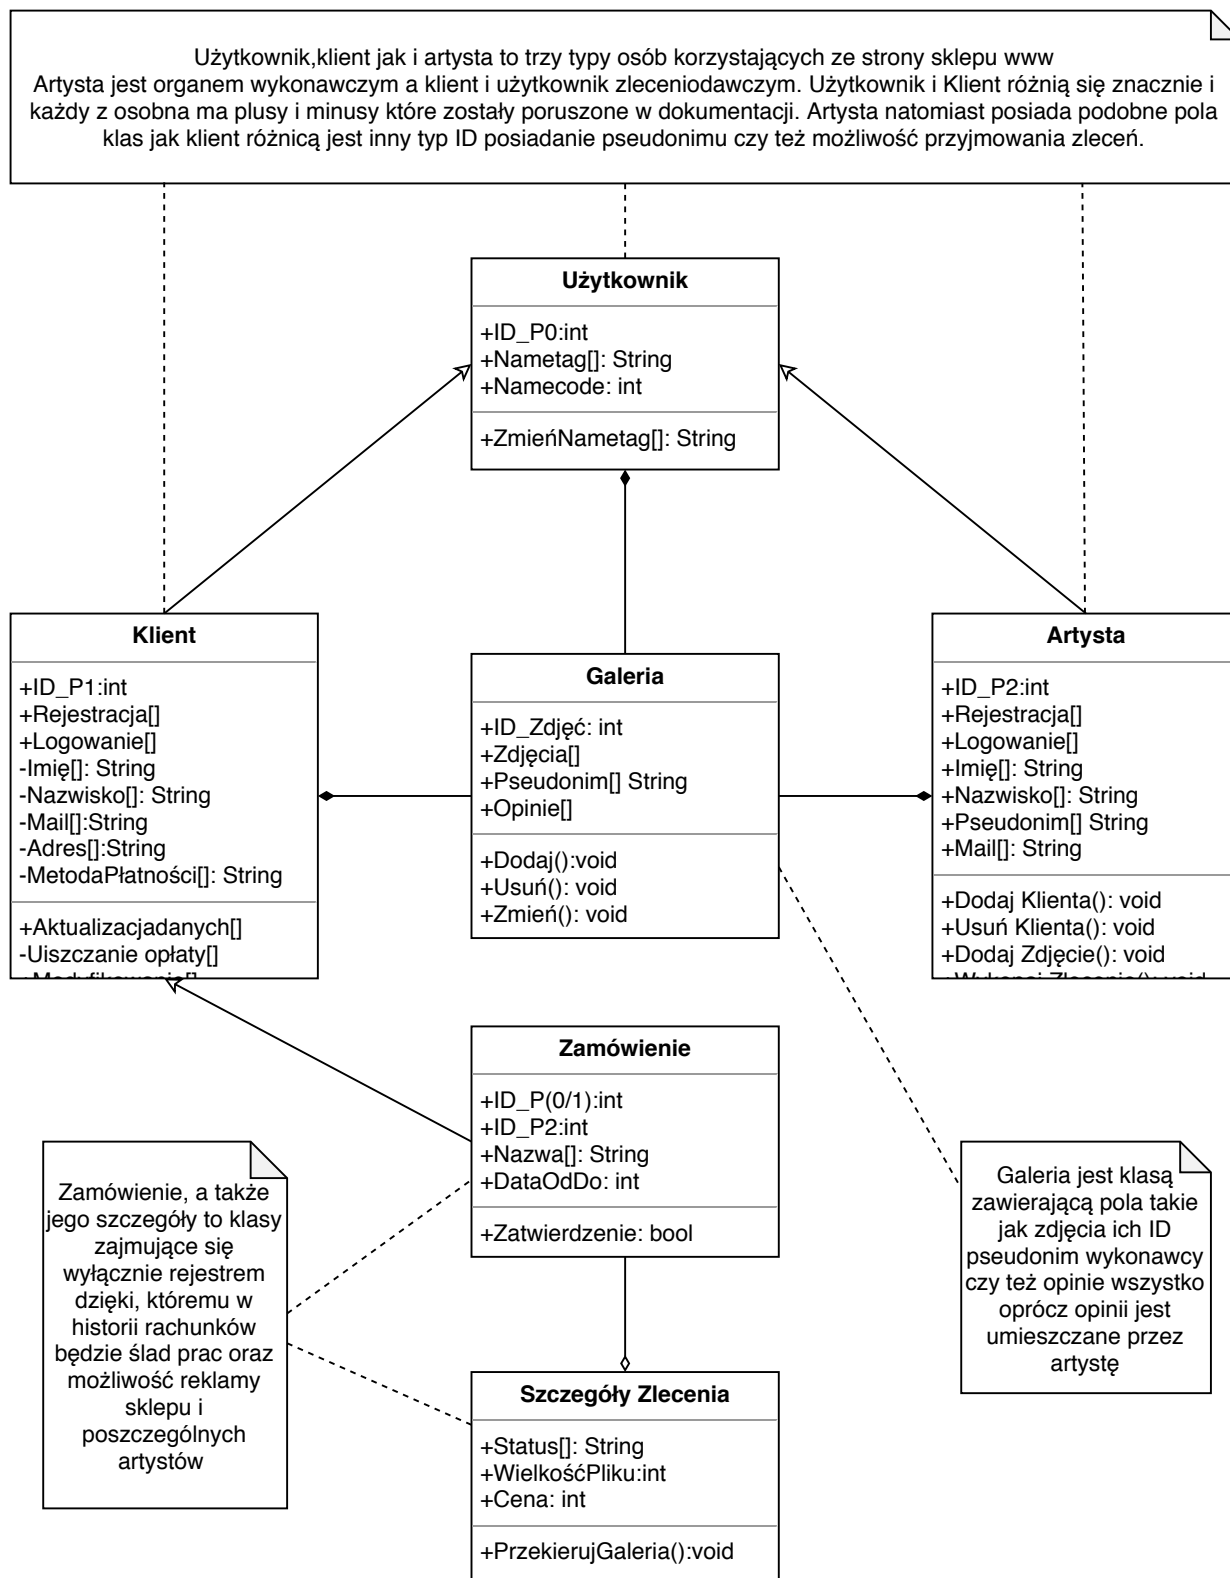 Użytkownik,klient jak i artysta to trzy typy osób korzystających ze strony sklepu www
Artysta jest organem wykonawczym a klient i użytkownik zleceniodawczym. Użytkownik i Klient różnią się znacznie i
każdy z osobna ma plusy i minusy które zostały poruszone w dokumentacji. Artysta natomiast posiada podobne pola
klas jak klient różnicą jest inny typ ID posiadanie pseudonimu czy też możliwość przyjmowania zleceń.
Użytkownik
+ID_P0:int
+Nametag[]: String
+Namecode: int
+ZmieńNametag[]: String
Klient
+ID_P1:int
+Rejestracja[]
+Logowanie[]
-Imię[]: String
-Nazwisko[]: String
-Mail[]:String
-Adres[]:String
-MetodaPłatności[]: String
+Aktualizacjadanych[]
-Uiszczanie opłaty[]
+Modyfikowanie[]
Galeria
+ID_Zdjęć: int
+Zdjęcia[]
+Pseudonim[] String
+Opinie[]
+Dodaj():void
+Usuń(): void
+Zmień(): void
Artysta
+ID_P2:int
+Rejestracja[]
+Logowanie[]
+Imię[]: String
+Nazwisko[]: String
+Pseudonim[] String
+Mail[]: String
+Dodaj Klienta(): void
+Usuń Klienta(): void
+Dodaj Zdjęcie(): void
+Wykonaj Zlecenie(): void
Zamówienie
+ID_P(0/1):int
+ID_P2:int
+Nazwa[]: String
+DataOdDo: int
+Zatwierdzenie: bool
Zamówienie, a także
jego szczegóły to klasy
zajmujące się
wyłącznie rejestrem
dzięki, któremu w
historii rachunków
będzie ślad prac oraz
możliwość reklamy
sklepu i
poszczególnych
artystów
Galeria jest klasą
zawierającą pola takie
jak zdjęcia ich ID
pseudonim wykonawcy
czy też opinie wszystko
oprócz opinii jest
umieszczane przez
artystę
Szczegóły Zlecenia
+Status[]: String
+WielkośćPliku:int
+Cena: int
+PrzekierujGaleria():void